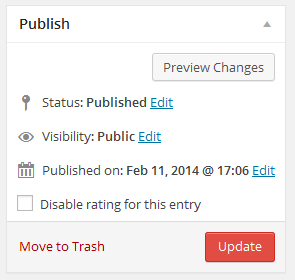 Publish
Preview Changes
Status: Published Edit
Visibility: Public Edit
Published on: Feb 11, 2014 @ 17:06 Edit
Disable rating for this entry
Move to Trash Update